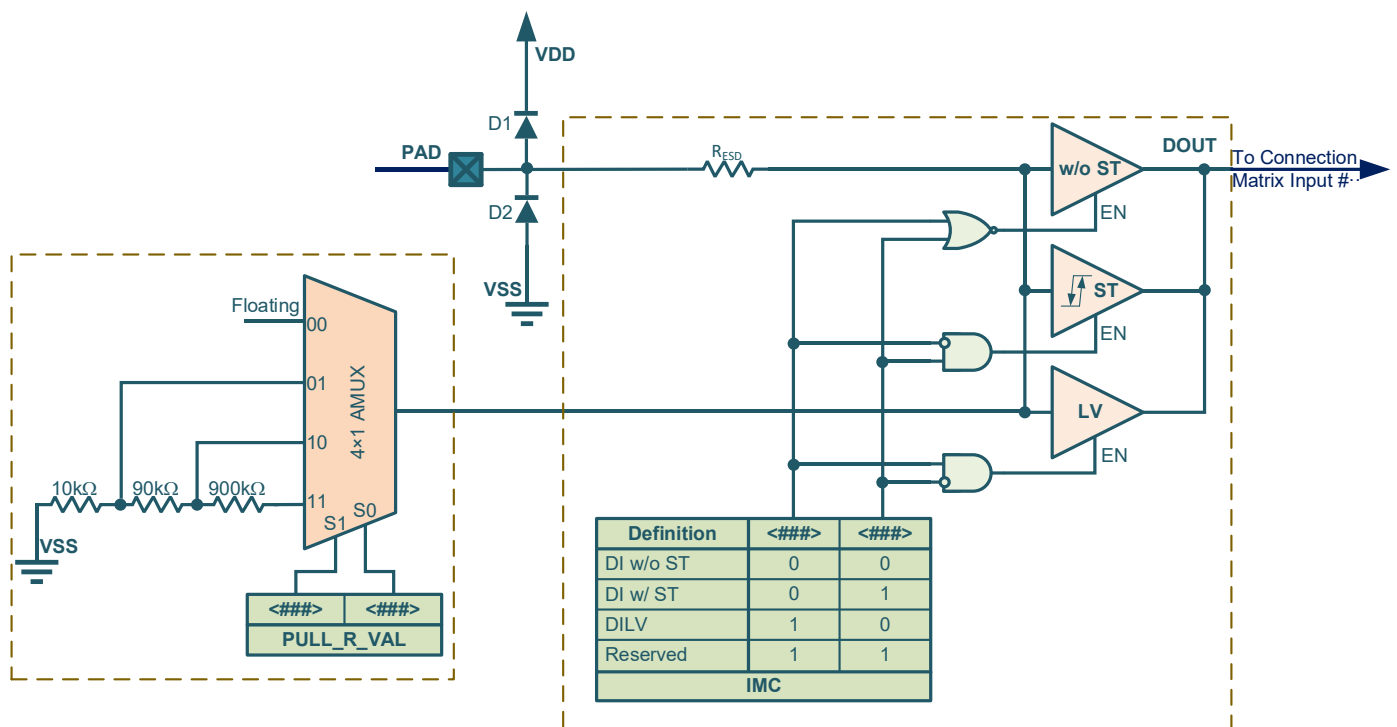 VDD
D1
PAD
RESD
w/o ST
DOUT
To Connection
Matrix Input #··
D2
EN
VSS
ST
EN
Floating
00
01
4×1 AMUX
10
LV
EN
10kΩ
90kΩ
900kΩ
11
S1
S0
VSS
<###> <###>
PULL_R_VAL
Definition <###> <###>
DI w/o ST 0 0
DI w/ ST 0 1
DILV 1 0
Reserved 1 1
IMC